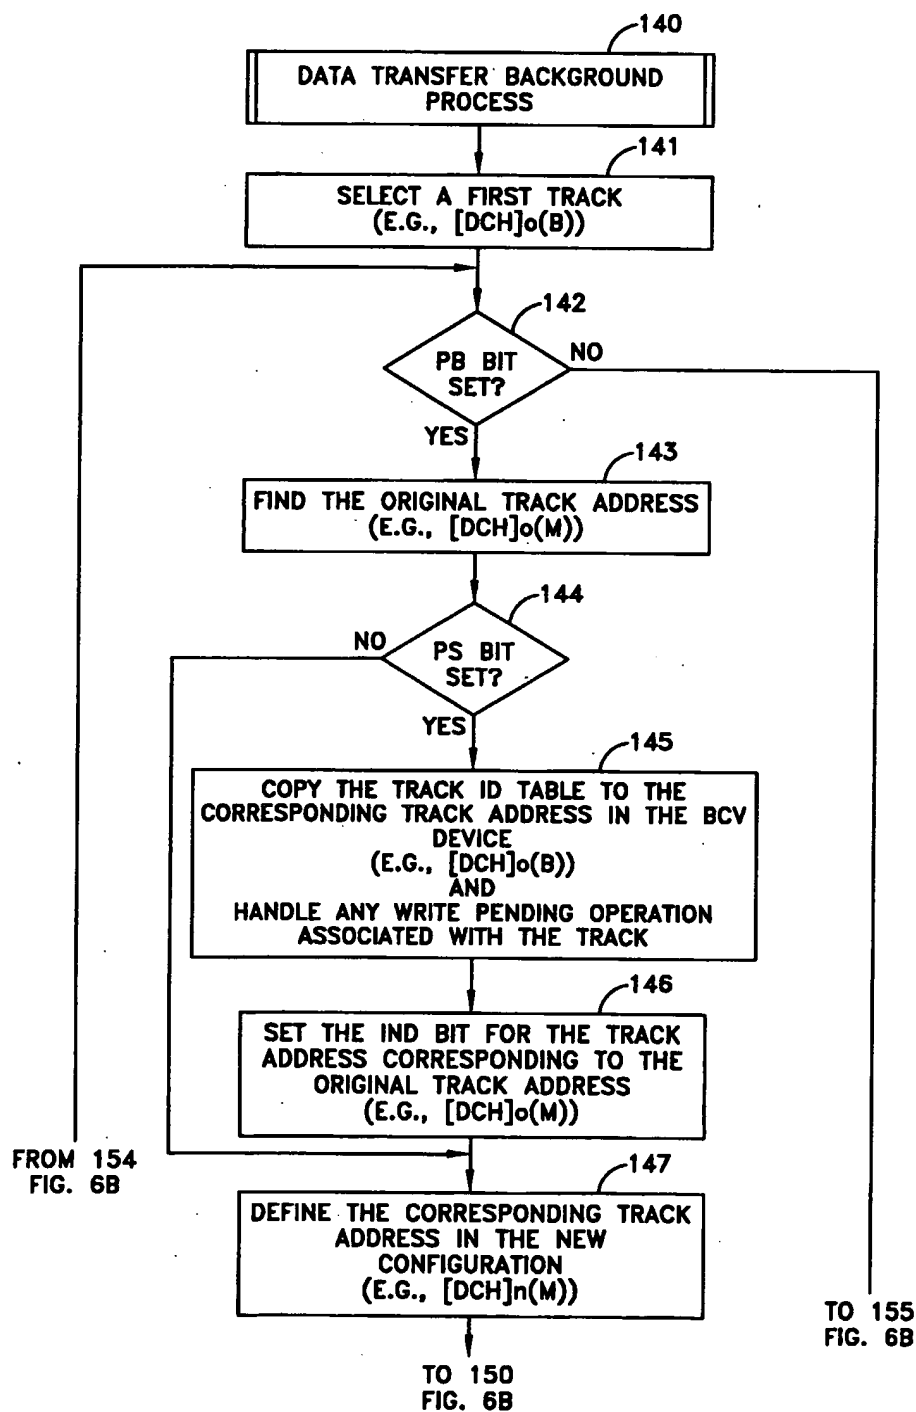 140
DATA TRANSFER BACKGROUND
PROCESS
141
SELECT A FIRST TRACK
(E.G., [DCH]o(B))
142
PB BIT
SET?
NO
YES
143
FIND THE ORIGINAL TRACK ADDRESS
(E.G., [DCH]o(M))
144
NO
PS BIT
SET?
YES
145
COPY THE TRACK ID TABLE TO THE
CORRESPONDING TRACK ADDRESS IN THE BCV
DEVICE
(E.G., [DCH]o(B))
AND
HANDLE ANY WRITE PENDING OPERATION
ASSOCIATED WITH THE TRACK
146
SET THE IND BIT FOR THE TRACK
ADDRESS CORRESPONDING TO THE
ORIGINAL TRACK ADDRESS
(E.G., [DCH]o(M))
FROM 154
FIG. 6B
147
DEFINE THE CORRESPONDING TRACK
ADDRESS IN THE NEW
CONFIGURATION
(E.G., [DCH]n(M))
TO 155
FIG. 6B
TO 150
FIG. 6B